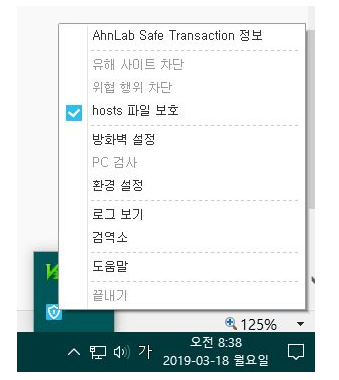 AhnLab Safe Transaction 정보
유해 사이트 차단
위협 행위 차단
hosts 파일 보호
방화벽 설정
PC 검사
환경 설정
로그 보기
검역소
도움말
끝내기
125%
가
오전 8:38
2019-03-18 월요일